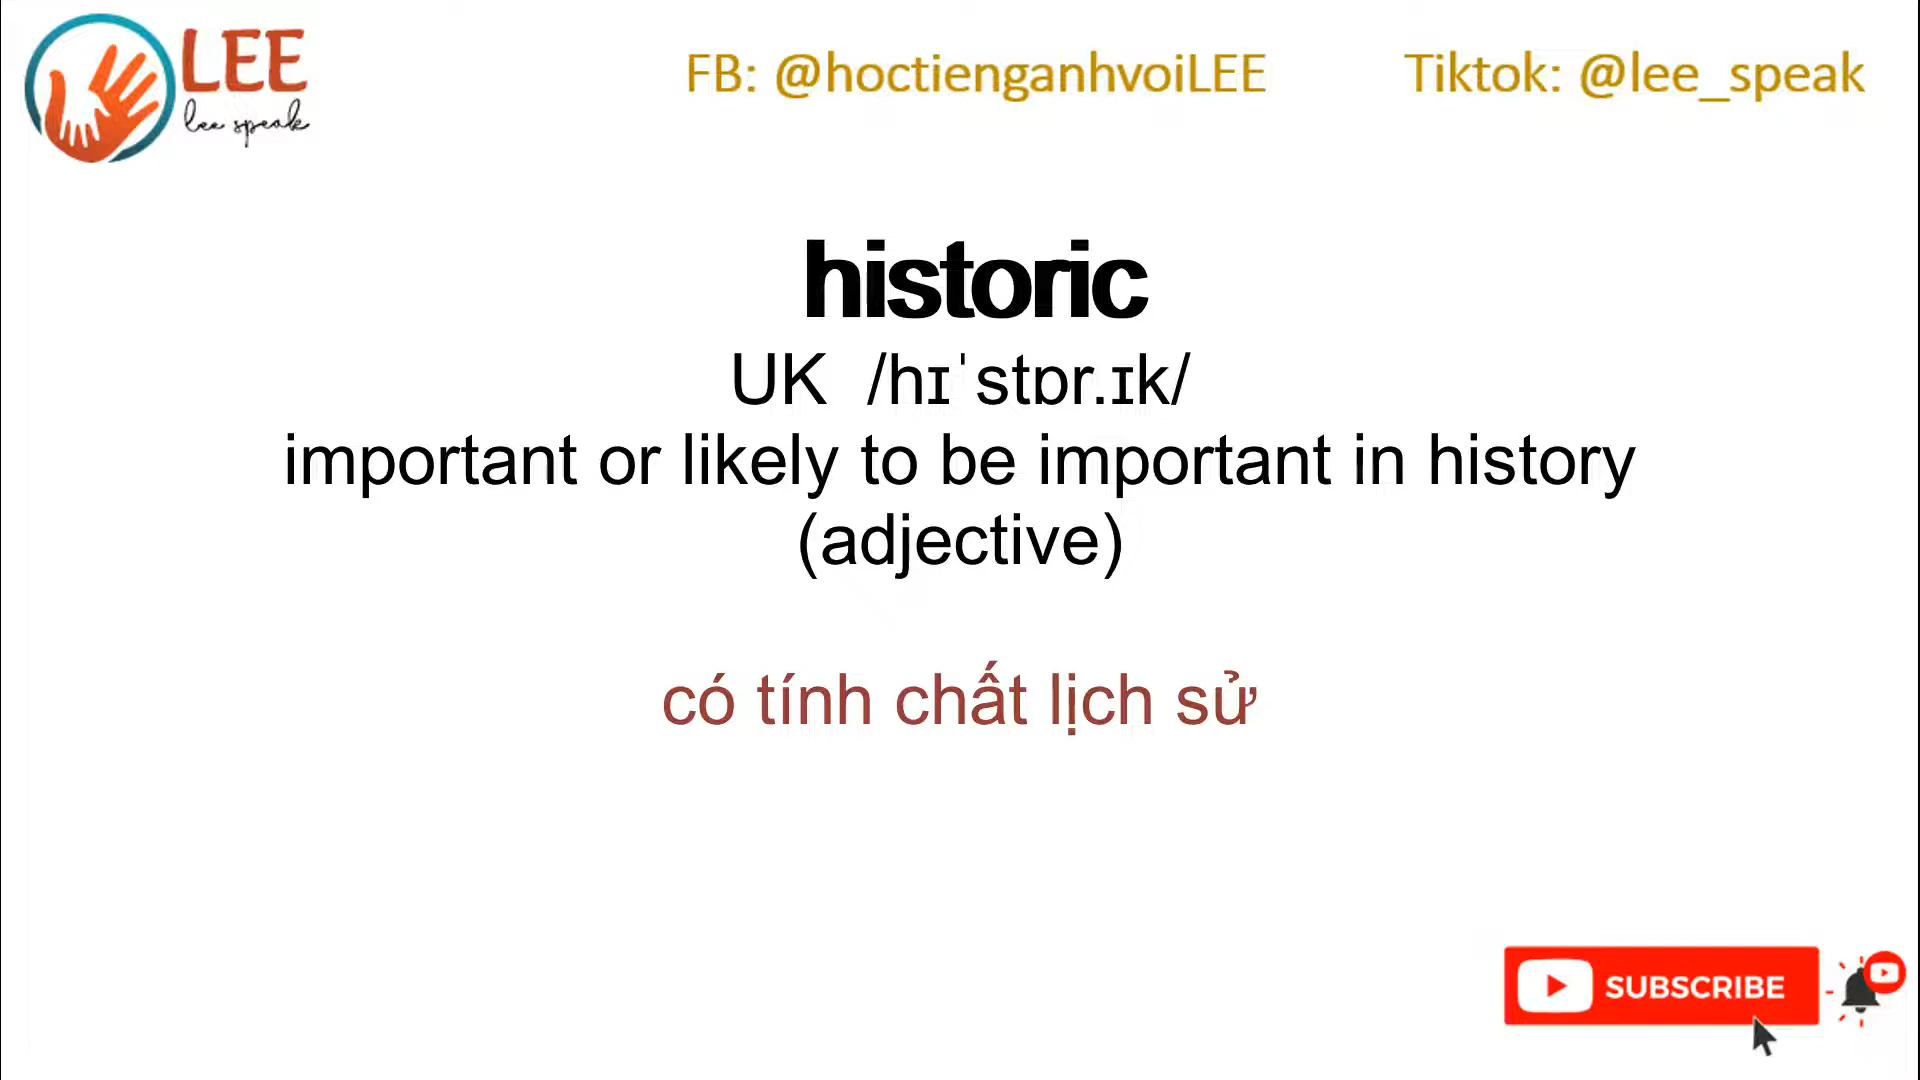 LEE
lee speak
FB: @hoctienganhvoiLEE
Tiktok: @lee_speak
historic
UK /hɪˈstɒr.ɪk/
important or likely to be important in history
(adjective)
có tính chất lịch sử
SUBSCRIBE